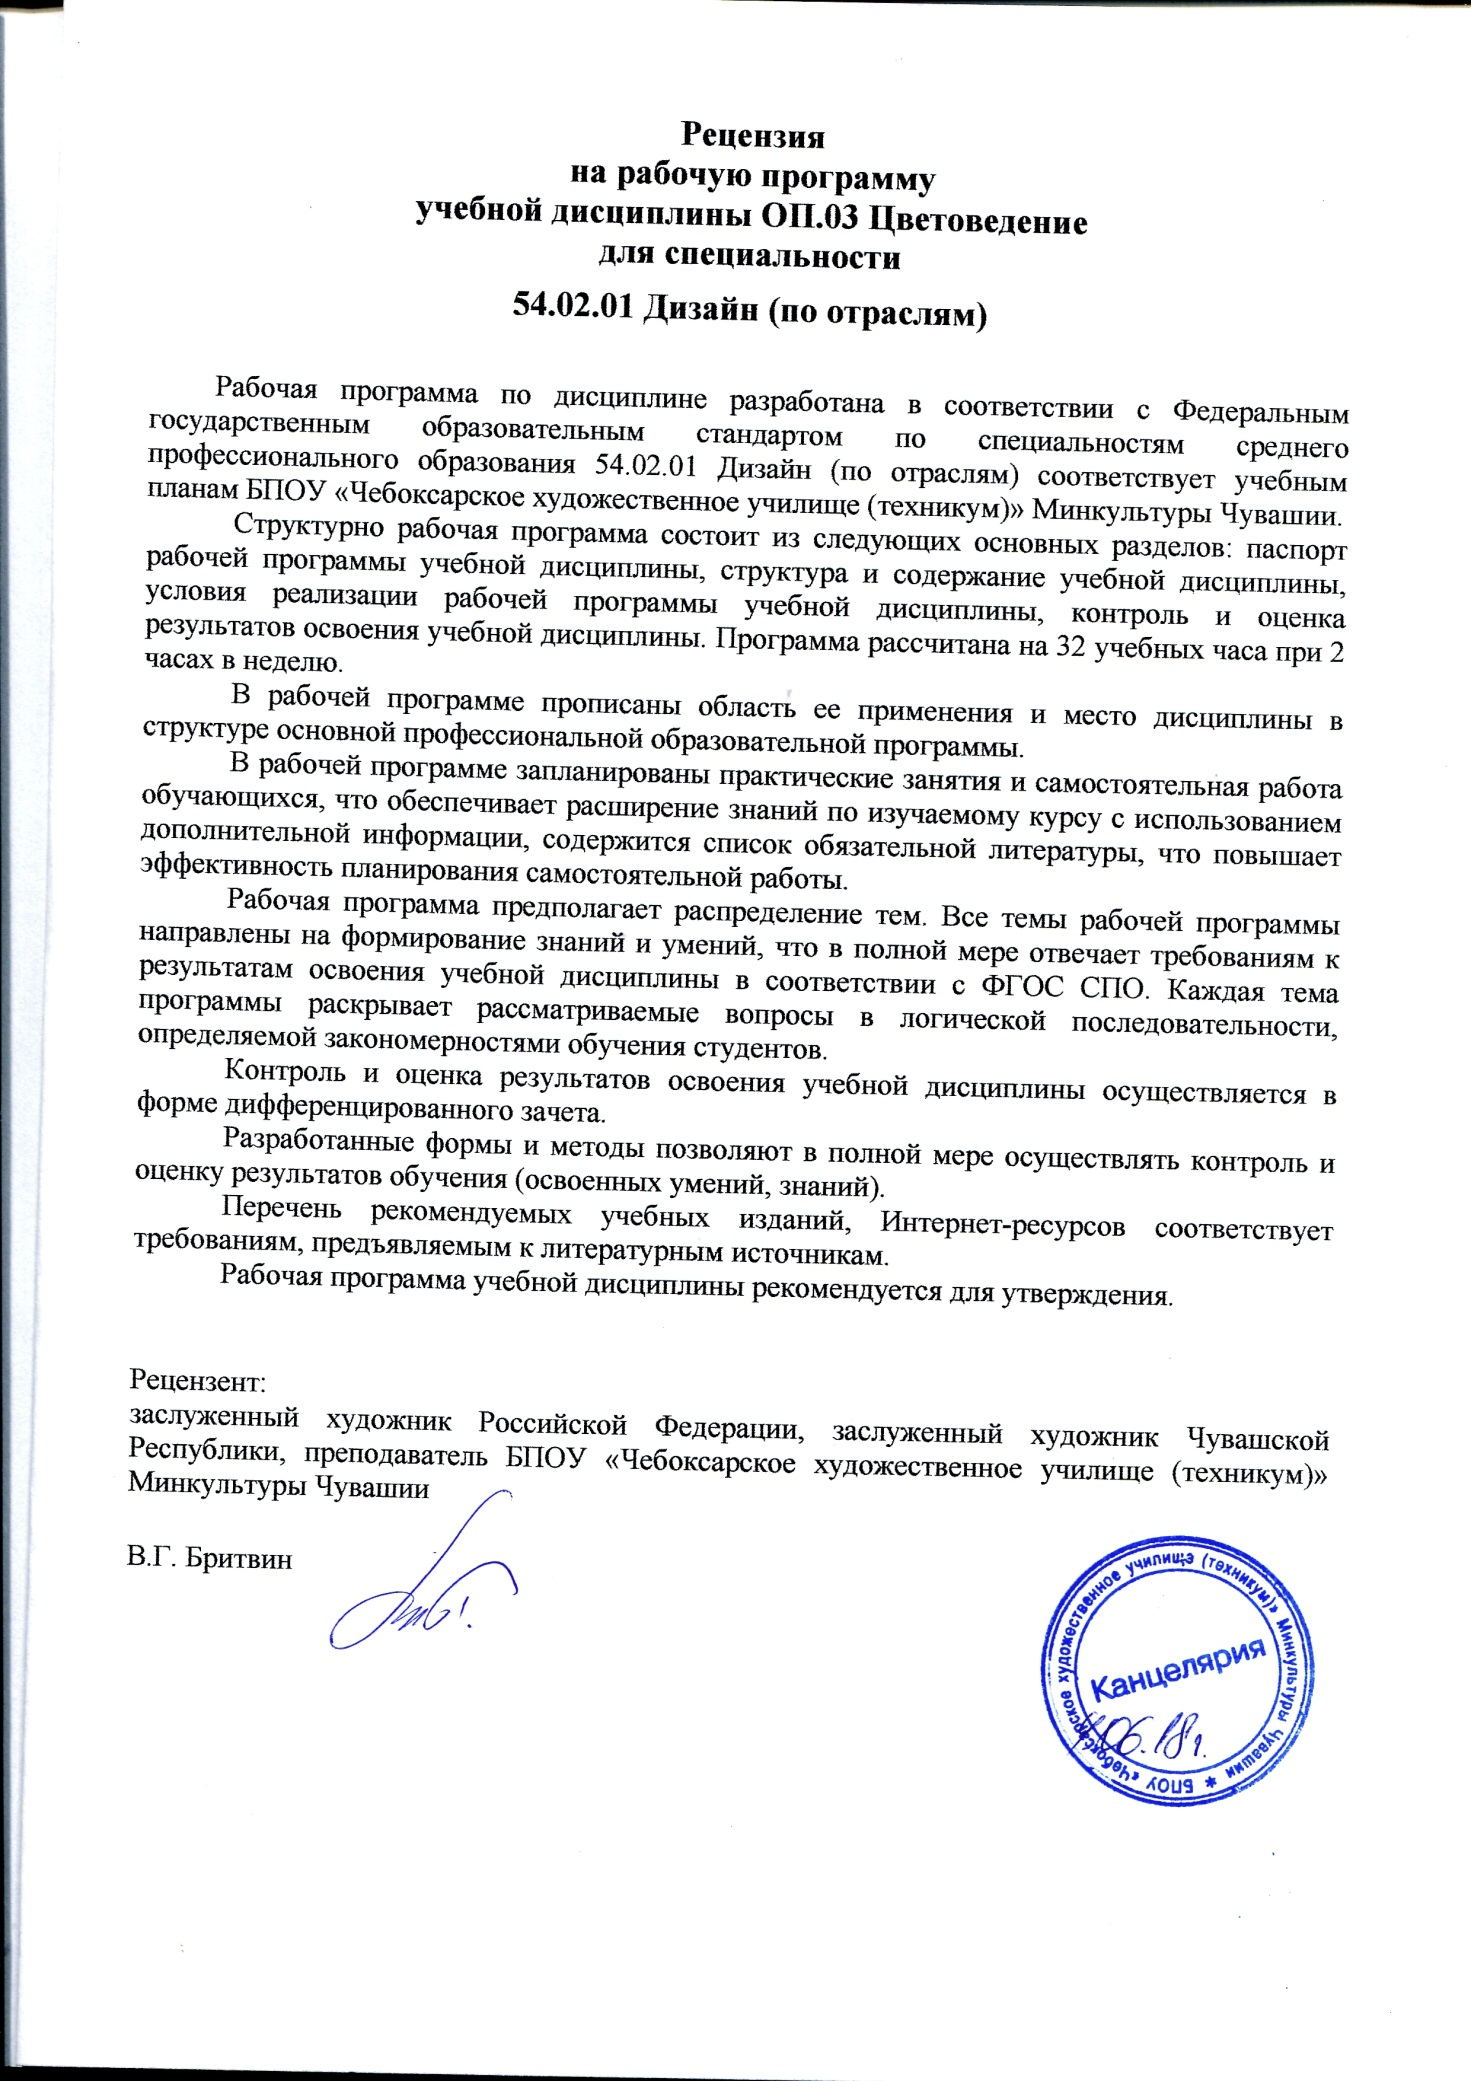 Рецензия
на рабочую программу
учебной дисциплины ОП.03 Цветоведение
для специальности
54.02.01 Дизайн (по отраслям)
Рабочая программа по дисциплине разработана в соответствии с Федеральным
государственным образовательным стандартом по специальностям среднего
профессионального образования 54.02.01 Дизайн (по отраслям) соответствует учебным
планам БПОУ «Чебоксарское художественное училище (техникум)» Минкультуры Чувашии.
Структурно рабочая программа состоит из следующих основных разделов: паспорт
рабочей программы учебной дисциплины, структура и содержание учебной дисциплины,
условия реализации рабочей программы учебной дисциплины, контроль и оценка
результатов освоения учебной дисциплины. Программа рассчитана на 32 учебных часа при 2
часах в неделю.
В рабочей программе прописаны область ее применения и место дисциплины в
структуре основной профессиональной образовательной программы.
В рабочей программе запланированы практические занятия и самостоятельная работа
обучающихся, что обеспечивает расширение знаний по изучаемому курсу с использованием
дополнительной информации, содержится список обязательной литературы, что повышает
эффективность планирования самостоятельной работы.
Рабочая программа предполагает распределение тем. Все темы рабочей программы
направлены на формирование знаний и умений, что в полной мере отвечает требованиям к
результатам освоения учебной дисциплины в соответствии с ФГОС СПО. Каждая тема
программы раскрывает рассматриваемые вопросы в логической последовательности,
определяемой закономерностями обучения студентов.
Контроль и оценка результатов освоения учебной дисциплины осуществляется в
форме дифференцированного зачета.
Разработанные формы и методы позволяют в полной мере осуществлять контроль и
оценку результатов обучения (освоенных умений, знаний).
Перечень рекомендуемых учебных изданий, Интернет-ресурсов соответствует
требованиям, предъявляемым к литературным источникам.
Рабочая программа учебной дисциплины рекомендуется для утверждения.
Рецензент:
заслуженный художник Российской Федерации, заслуженный художник Чувашской
Республики, преподаватель БПОУ «Чебоксарское художественное училище (техникум)»
Минкультуры Чувашии
В.Г. Бритвин
БПОУ «Чебоксарское художественное училище (техникум)» Минкультуры Чувашии *
Канцелярия